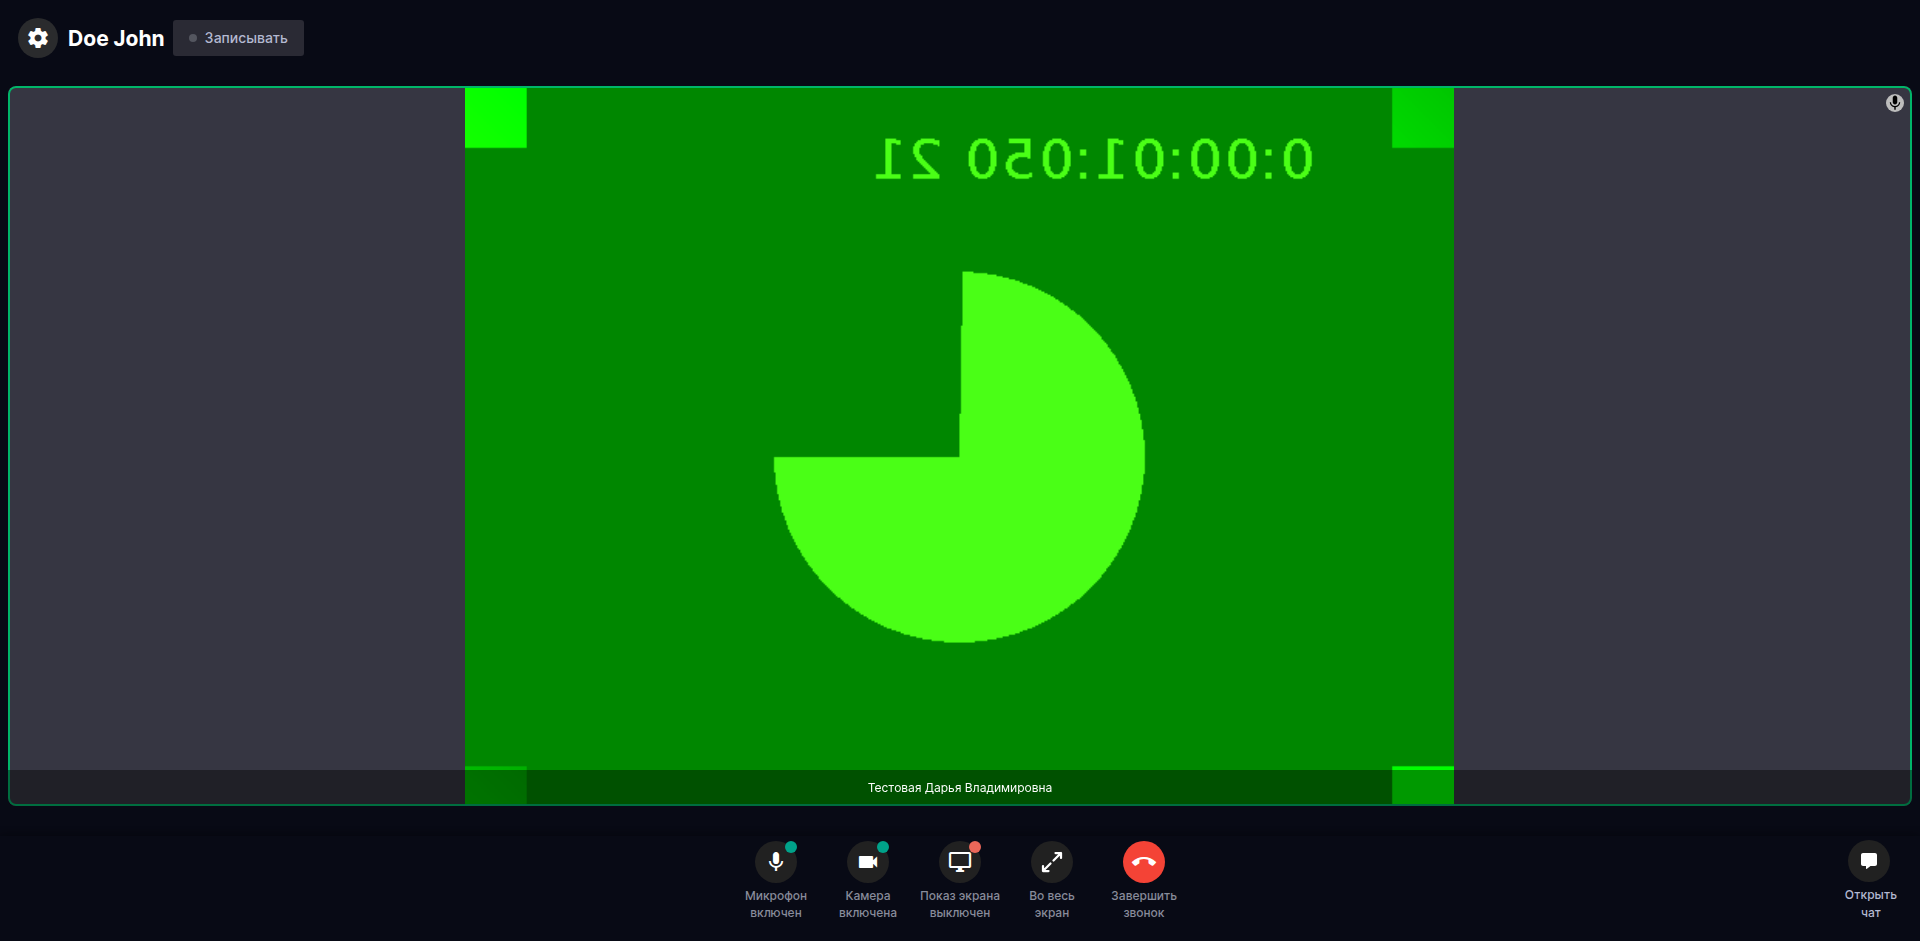 Doe John
Записывать
0:00:01:050 21
Тестовая Дарья Владимировна
Микрофон
включен
Камера
включена
Показ экрана
выключен
Во весь
экран
Завершить
звонок
Открыть
чат